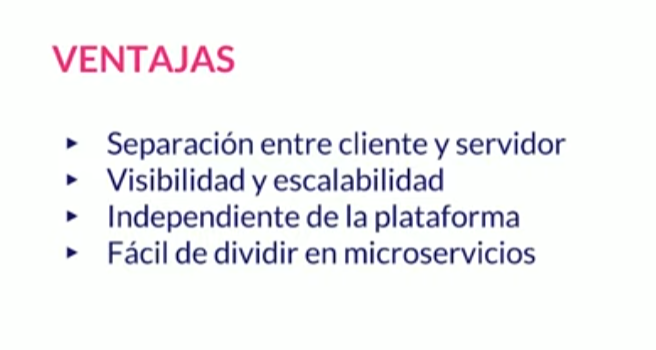 VENTAJAS
▸ Separación entre cliente y servidor
▸ Visibilidad y escalabilidad
▸ Independiente de la plataforma
▸ Fácil de dividir en microservicios